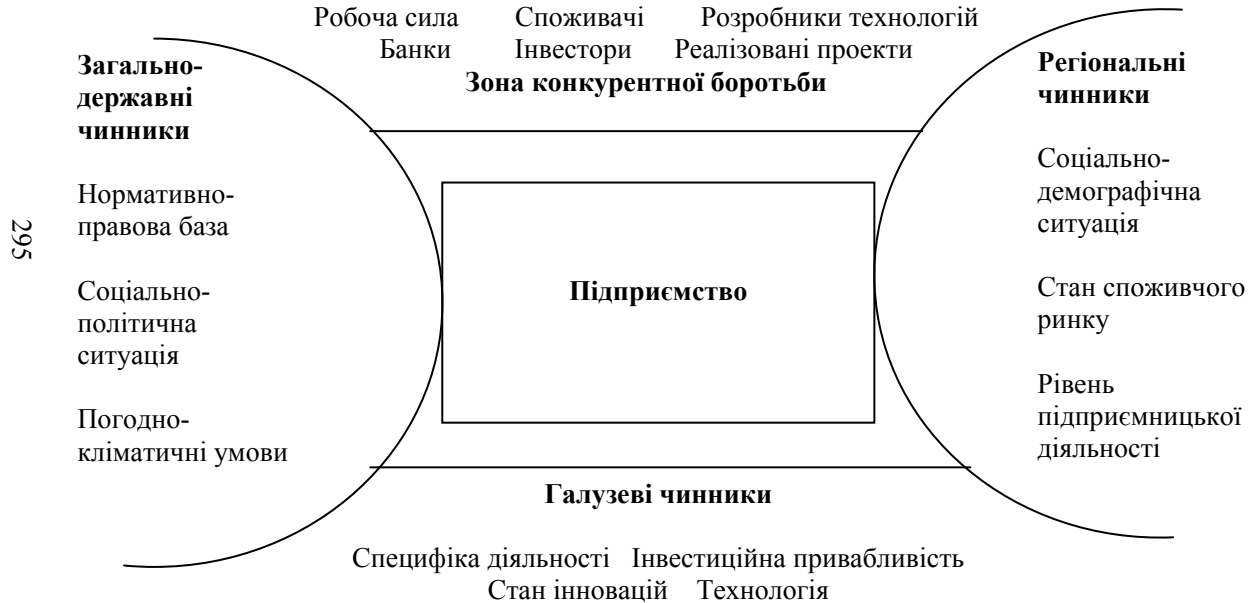 Робоча сила Споживачі Розробники технологій
Банки Інвестори Реалізовані проекти
Зона конкурентної боротьби
Загально-
державні
чинники
Нормативно-
правова база
Соціально-
політична
ситуація
Погодно-
кліматичні умови
295
Підприємство
Регіональні
чинники
Соціально-
демографічна
ситуація
Стан споживчого
ринку
Рівень
підприємницької
діяльності
Галузеві чинники
Специфіка діяльності Інвестиційна привабливість
Стан інновацій Технологія